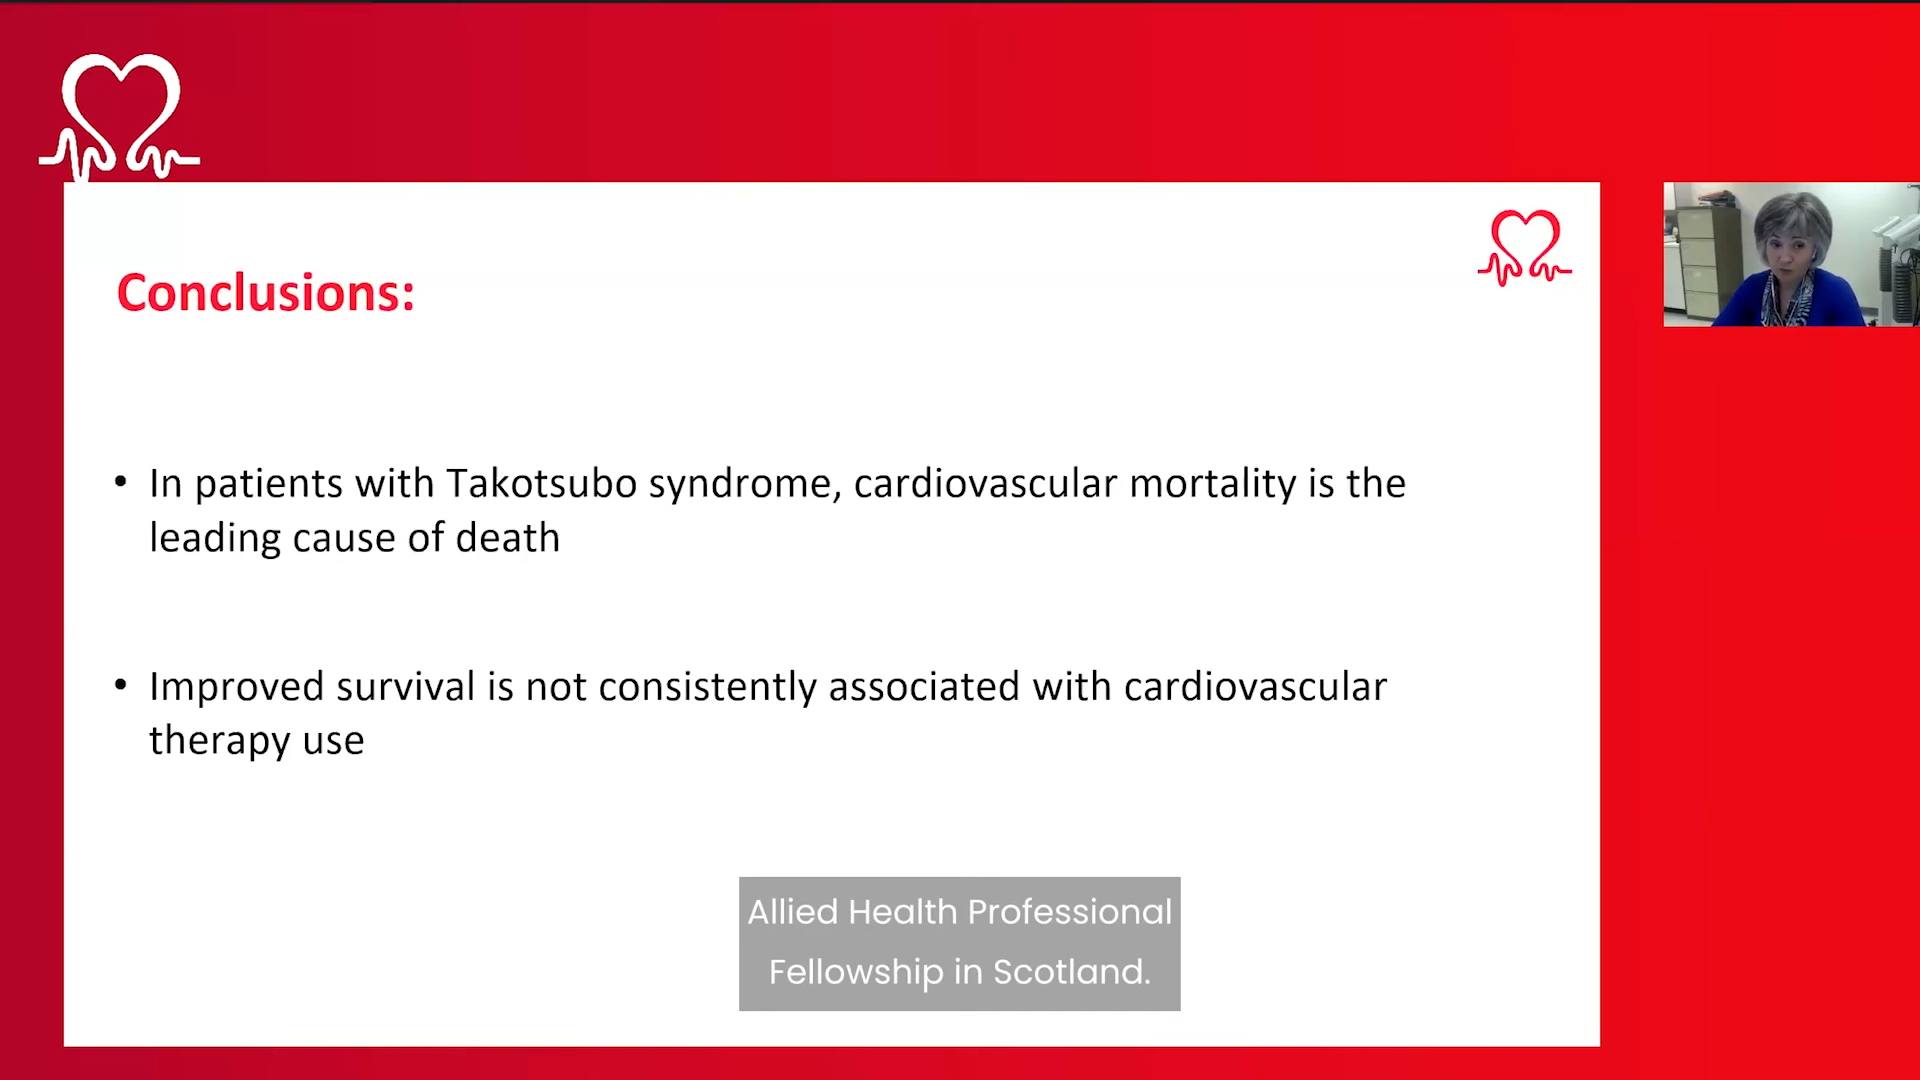 Conclusions:
• In patients with Takotsubo syndrome, cardiovascular mortality is the
leading cause of death
• Improved survival is not consistently associated with cardiovascular
therapy use
Allied Health Professional
Fellowship in Scotland.